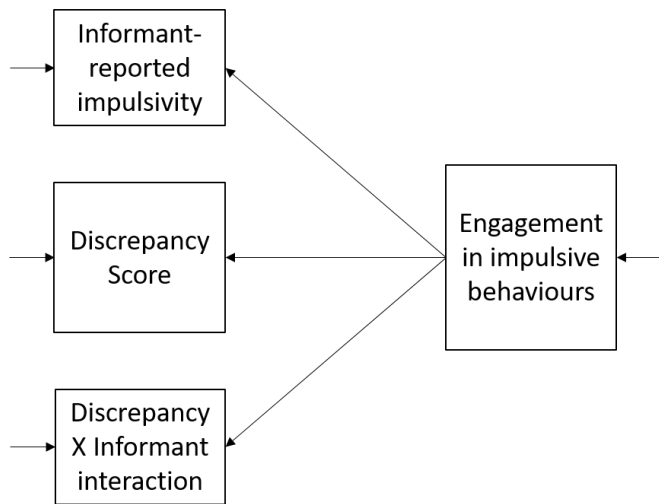 Informant-
reported
impulsivity
Discrepancy
Score
Discrepancy
X Informant
interaction
Engagement
in impulsive
behaviours